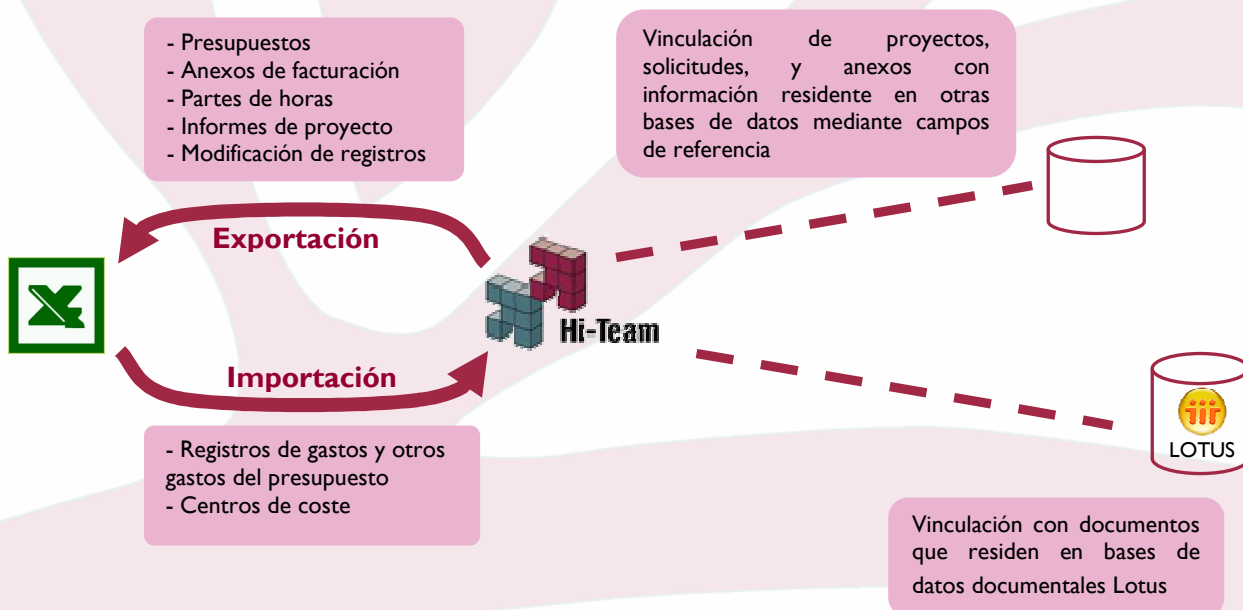 - Presupuestos
- Anexos de facturación
- Partes de horas
- Informes de proyecto
- Modificación de registros
Vinculación de proyectos,
solicitudes, y anexos con
información residente en otras
bases de datos mediante campos
de referencia
Exportación
Hi-Team
Importación
- Registros de gastos y otros
gastos del presupuesto
- Centros de coste
LOTUS
Vinculación con documentos
que residen en bases de
datos documentales Lotus